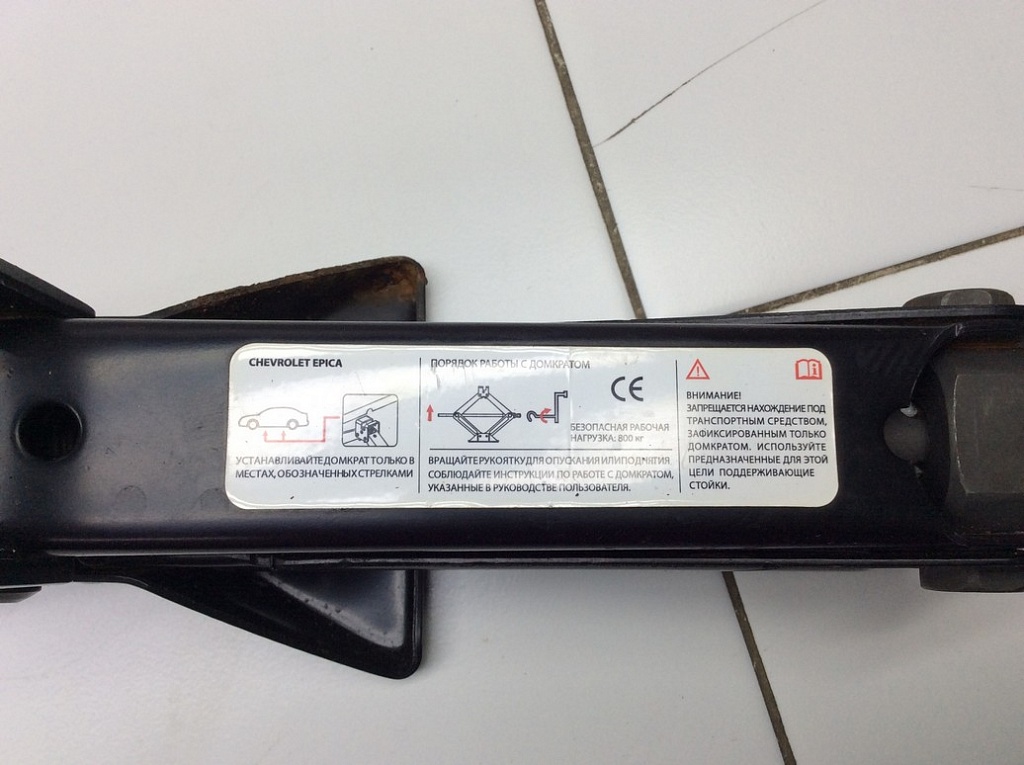 CHEVROLET EPICA
УСТАНАВЛИВАЙТЕ ДОМКРАТ ТОЛЬКО В
МЕСТАХ, ОБОЗНАЧЕННЫХ СТРЕЛКАМИ
ПОРЯДОК РАБОТЫ С ДОМКРАТОМ
CE
БЕЗОПАСНАЯ РАБОЧАЯ
НАГРУЗКА: 800 кг
ВРАЩАЙТЕ РУКОЯТКУ ДЛЯ ОПУСКАНИЯ ИЛИ ПОДНЯТИЯ,
СОБЛЮДАЙТЕ ИНСТРУКЦИИ ПО РАБОТЕ С ДОМКРАТОМ,
УКАЗАННЫЕ В РУКОВОДСТВЕ ПОЛЬЗОВАТЕЛЯ.
ВНИМАНИЕ!
ЗАПРЕЩАЕТСЯ НАХОЖДЕНИЕ ПОД
ТРАНСПОРТНЫМ СРЕДСТВОМ,
ЗАФИКСИРОВАННЫМ ТОЛЬКО
ДОМКРАТОМ. ИСПОЛЬЗУЙТЕ
ПРЕДНАЗНАЧЕННЫЕ ДЛЯ ЭТОЙ
ЦЕЛИ ПОДДЕРЖИВАЮЩИЕ
СТОЙКИ.